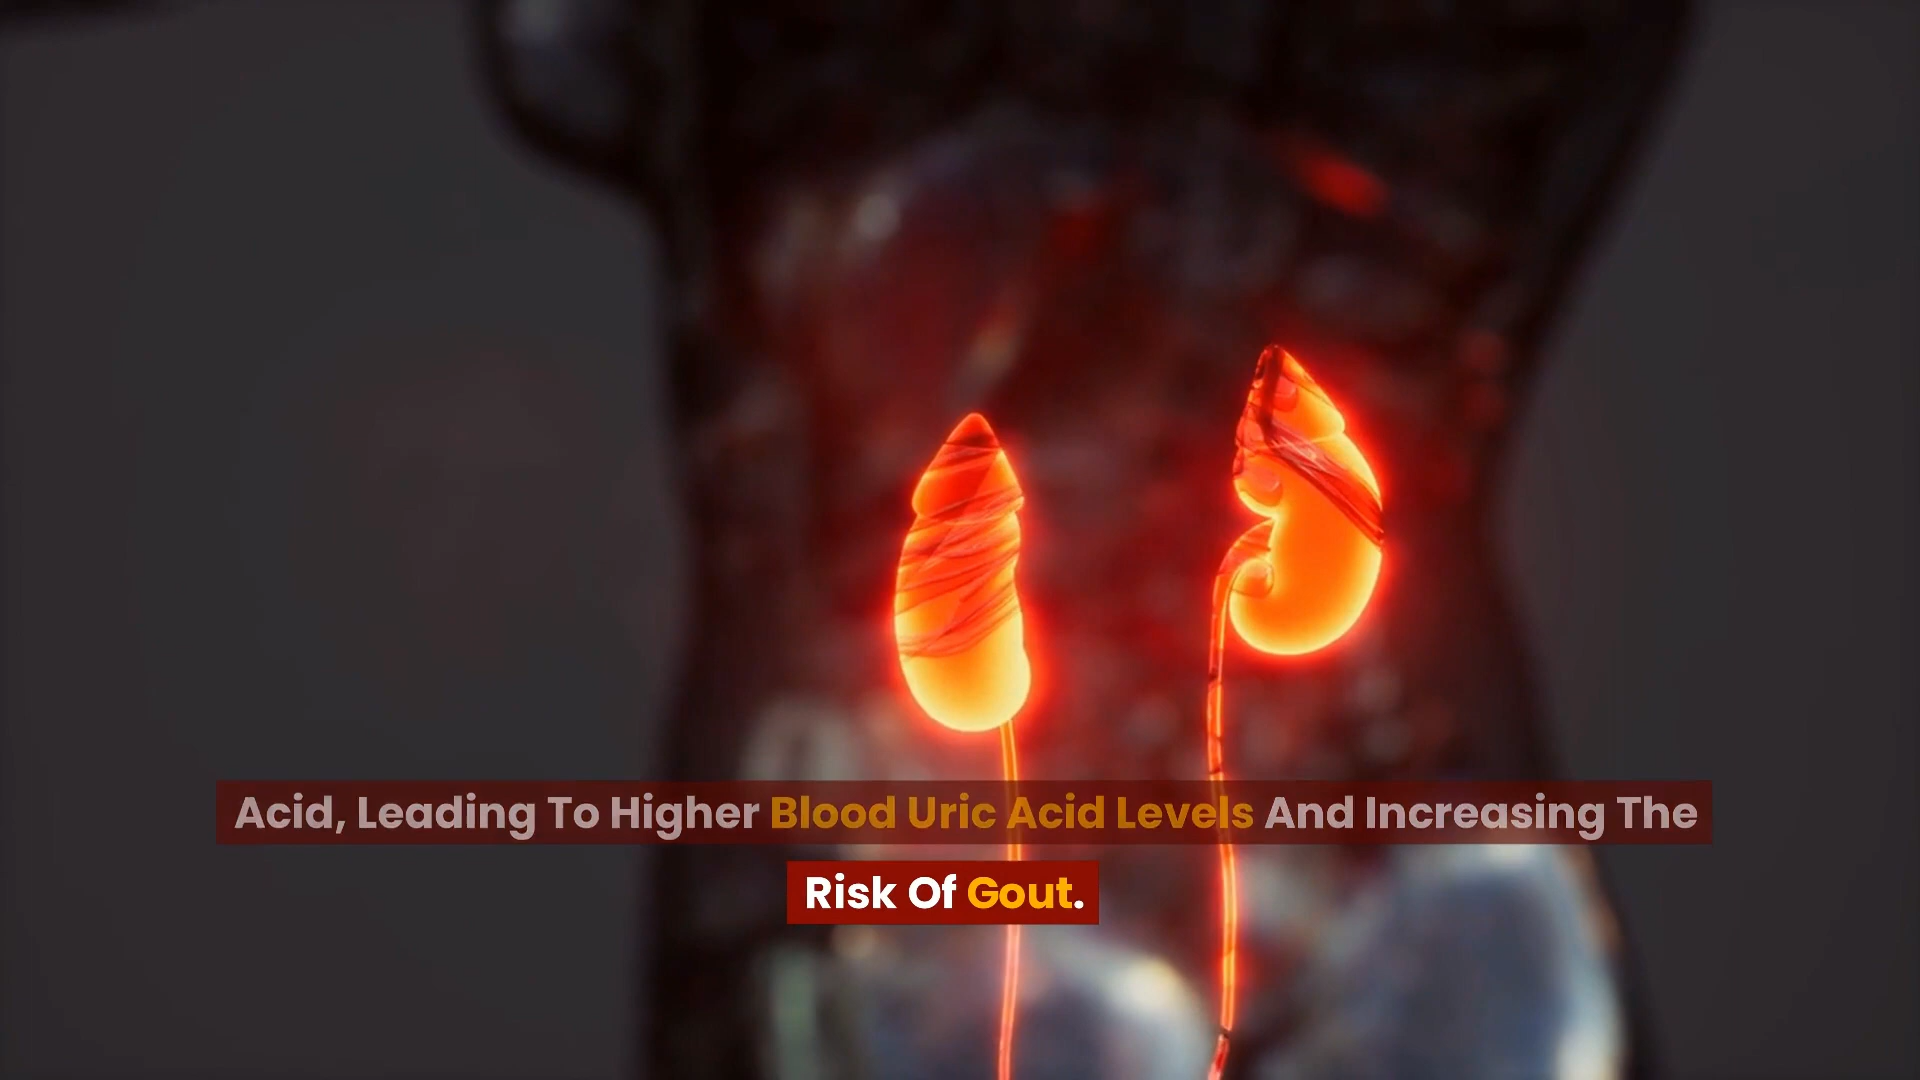 Acid, Leading To Higher Blood Uric Acid Levels And Increasing The
Risk Of Gout.